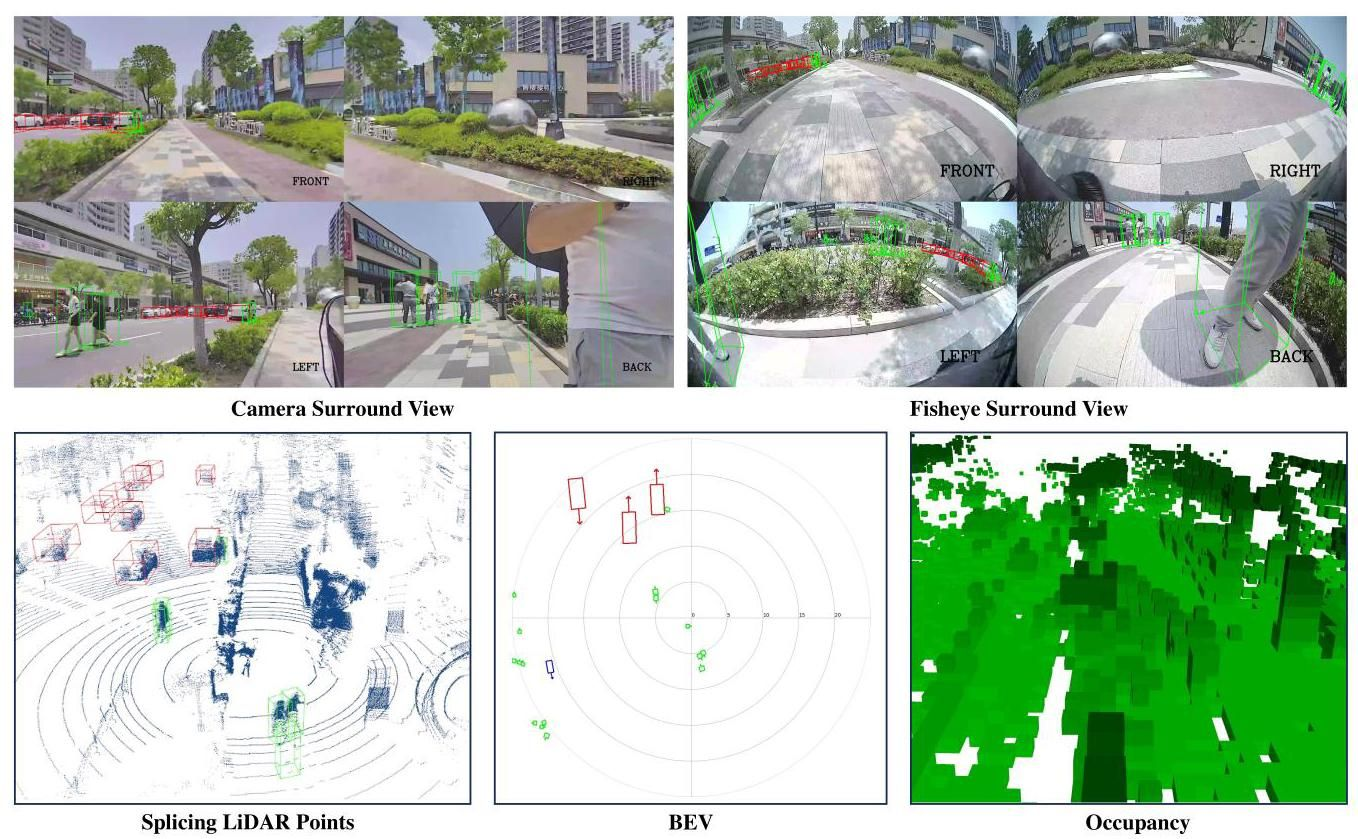 FRONT
RIGHT
LEFT
BACK
FRONT
RIGHT
LEFT
BACK
Camera Surround View
Fisheye Surround View
0 5 10 15 20
Splicing LiDAR Points
BEV
Occupancy